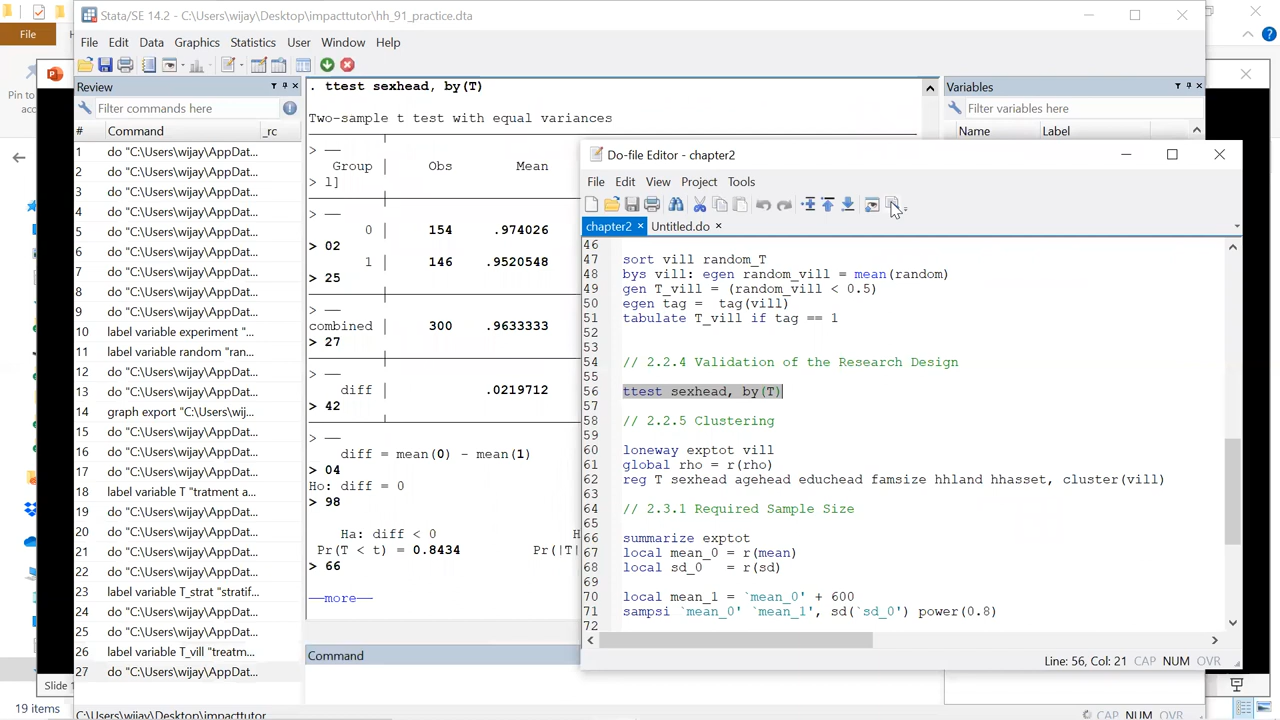 File
Stata/SE 14.2 - C:\Users\wijay\Desktop\impacttutor\hh_91_practice.dta
File Edit Data Graphics Statistics User Window Help
Pin to
Review
Filter commands here
# Command _rc
1 do "C:\Users\wijay\AppDat...
2 do "C:\Users\wijay\AppDat...
3 do "C:\Users\wijay\AppDat...
4 do "C:\Users\wijay\AppDat...
5 do "C:\Users\wijay\AppDat...
6 do "C:\Users\wijay\AppDat...
7 do "C:\Users\wijay\AppDat...
8 do "C:\Users\wijay\AppDat...
9 do "C:\Users\wijay\AppDat...
10 label variable experiment "...
11 label variable random "ran...
12 do "C:\Users\wijay\AppDat...
13 do "C:\Users\wijay\AppDat...
14 graph export "C:\Users\wij...
15 do "C:\Users\wijay\AppDat...
16 do "C:\Users\wijay\AppDat...
17 do "C:\Users\wijay\AppDat...
18 label variable T "tratment a...
19 do "C:\Users\wijay\AppDat...
20 do "C:\Users\wijay\AppDat...
21 do "C:\Users\wijay\AppDat...
22 do "C:\Users\wijay\AppDat...
23 label variable T_strat "stratif...
24 do "C:\Users\wijay\AppDat...
25 do "C:\Users\wijay\AppDat...
26 label variable T_vill "treatm...
27 do "C:\Users\wijay\AppDat...
. ttest sexhead, by(T)
Two-sample t test with equal variances
> ──
Group Obs Mean
> l]
> ──
0 154 .974026
> 02
1 146 .9520548
> 25
> ──
combined 300 .9633333
> 27
> ──
diff .0219712
> 42
> ──
diff = mean(0) - mean(1)
> 04
Ho: diff = 0
> 98
Ha: diff < 0 H
Pr(T < t) = 0.8434 Pr(|T|
> 66
──more──
Command
Variables
Filter variables here
Name Label
Do-file Editor - chapter2
File Edit View Project Tools
chapter2 × Untitled.do ×
46
47 sort vill random_T
48 bys vill: egen random_vill = mean(random)
49 gen T_vill = (random_vill < 0.5)
50 egen tag = tag(vill)
51 tabulate T_vill if tag == 1
52
53
54 // 2.2.4 Validation of the Research Design
55
56 ttest sexhead, by(T)
57
58 // 2.2.5 Clustering
59
60 loneway exptot vill
61 global rho = r(rho)
62 reg T sexhead agehead educhead famsize hhland hhasset, cluster(vill)
63
64 // 2.3.1 Required Sample Size
65
66 summarize exptot
67 local mean_0 = r(mean)
68 local sd_0 = r(sd)
69
70 local mean_1 = `mean_0' + 600
71 sampsi `mean_0' `mean_1', sd(`sd_0') power(0.8)
72
Line: 56, Col: 21 CAP NUM OVR
Slide 1
19 items
C:\Users\wijay\Desktop\impacttutor
CAP NUM OVR